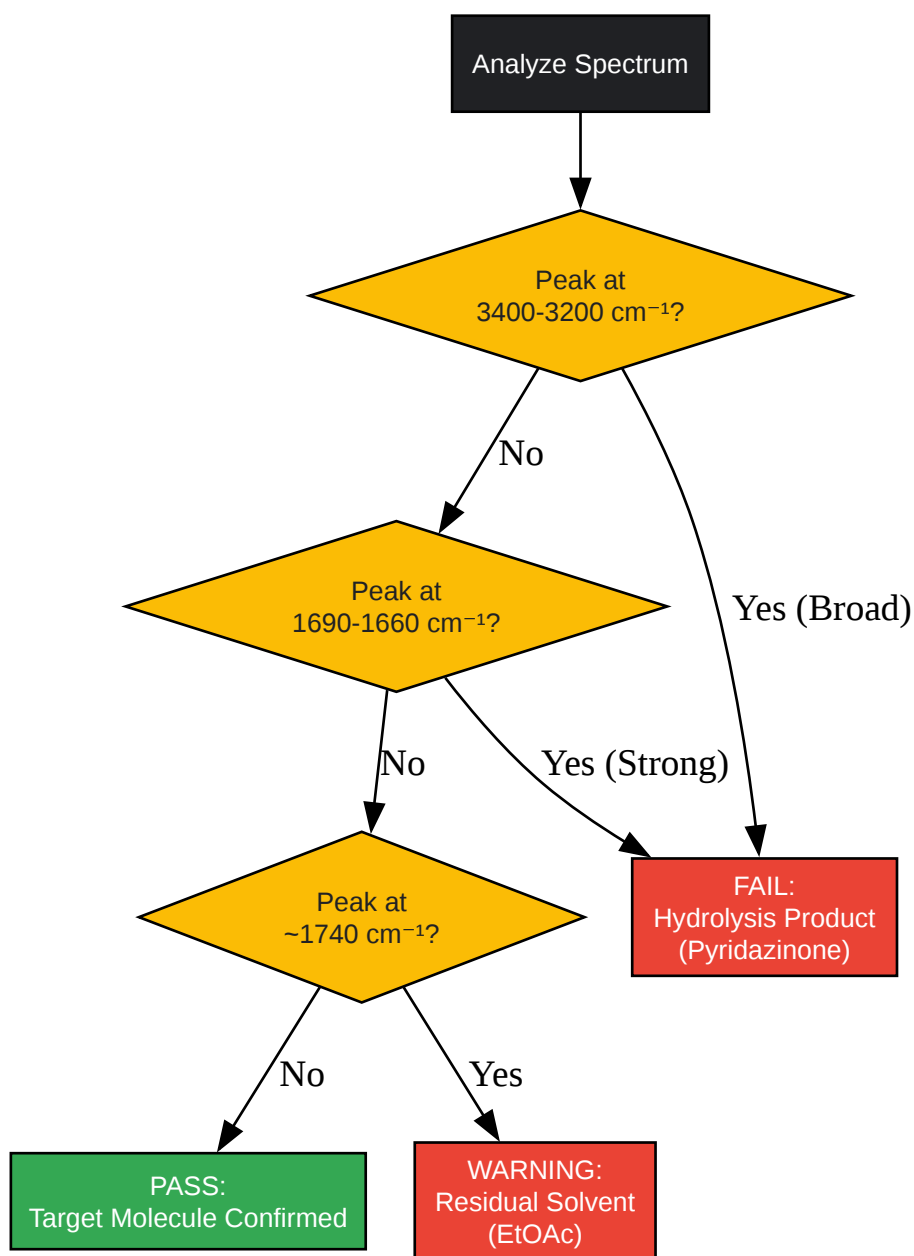 Analyze Spectrum
Peak at
3400-3200 cm⁻¹?
No
Yes (Broad)
Peak at
1690-1660 cm⁻¹?
No
Yes (Strong)
FAIL:
Hydrolysis Product
(Pyridazinone)
Peak at
~1740 cm⁻¹?
No
Yes
PASS:
Target Molecule Confirmed
WARNING:
Residual Solvent
(EtOAc)